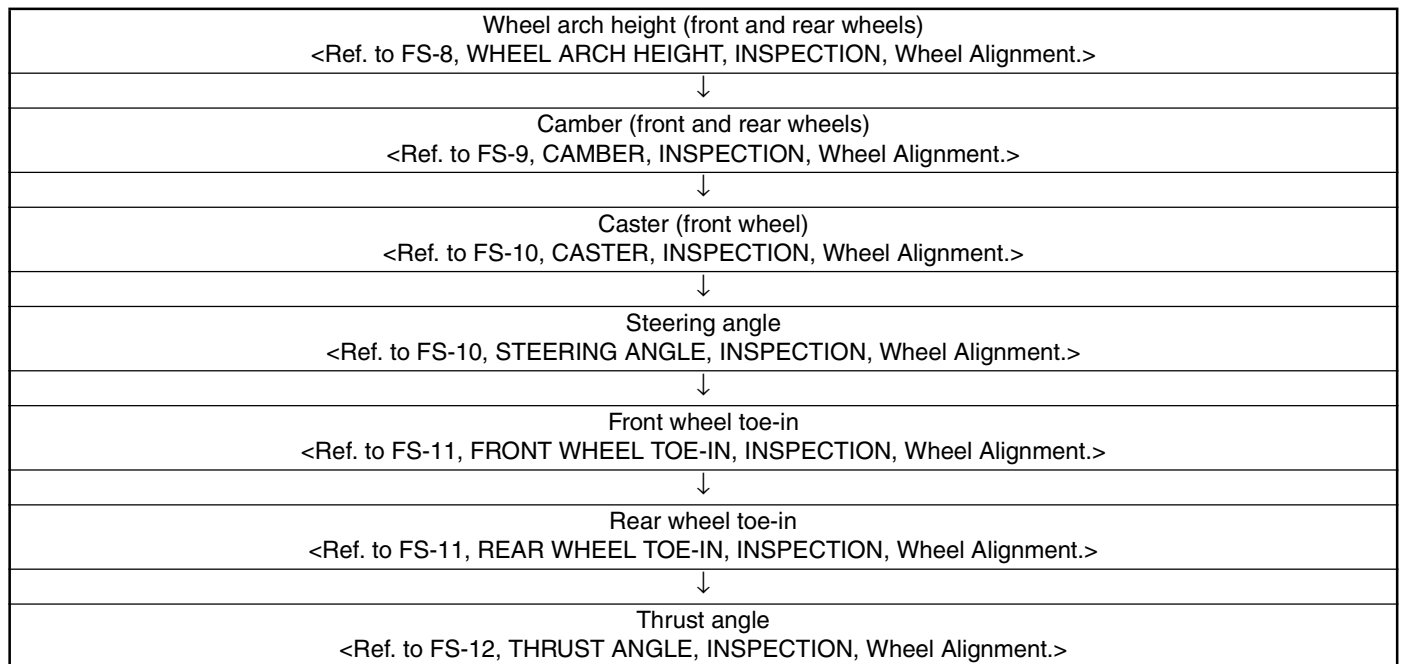 Wheel arch height (front and rear wheels)
<Ref. to FS-8, WHEEL ARCH HEIGHT, INSPECTION, Wheel Alignment.>
↓
Camber (front and rear wheels)
<Ref. to FS-9, CAMBER, INSPECTION, Wheel Alignment.>
↓
Caster (front wheel)
<Ref. to FS-10, CASTER, INSPECTION, Wheel Alignment.>
↓
Steering angle
<Ref. to FS-10, STEERING ANGLE, INSPECTION, Wheel Alignment.>
↓
Front wheel toe-in
<Ref. to FS-11, FRONT WHEEL TOE-IN, INSPECTION, Wheel Alignment.>
↓
Rear wheel toe-in
<Ref. to FS-11, REAR WHEEL TOE-IN, INSPECTION, Wheel Alignment.>
↓
Thrust angle
<Ref. to FS-12, THRUST ANGLE, INSPECTION, Wheel Alignment.>